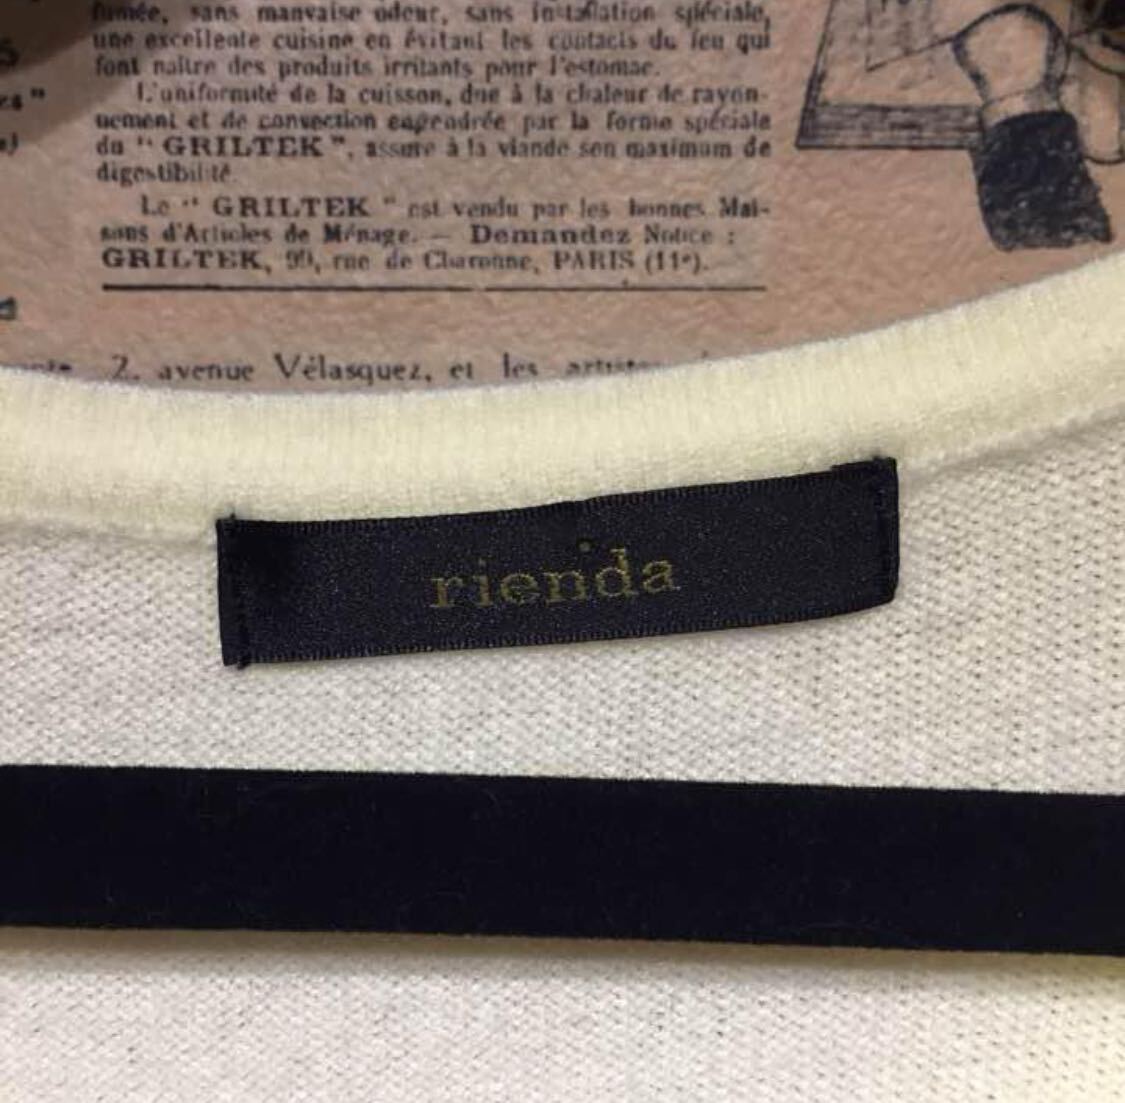 fumée, sans mauvaise odeur, sans installation spéciale,
une excellente cuisine en évitant les contacts du feu qui
font naître des produits irritants pour l'estomac.
L'uniformité de la cuisson, due à la chaleur de rayon-
nement et de convection engendrée par la forme spéciale
du "GRILTEK", assure à la viande son maximum de
digestibilité.
Le "GRILTEK" est vendu par les bonnes Mai-
sons d'Articles de Ménage. — Demandez Notice :
GRILTEK, 99, rue de Charonne, PARIS (11e).
2, avenue Vélasquez, et les
rienda